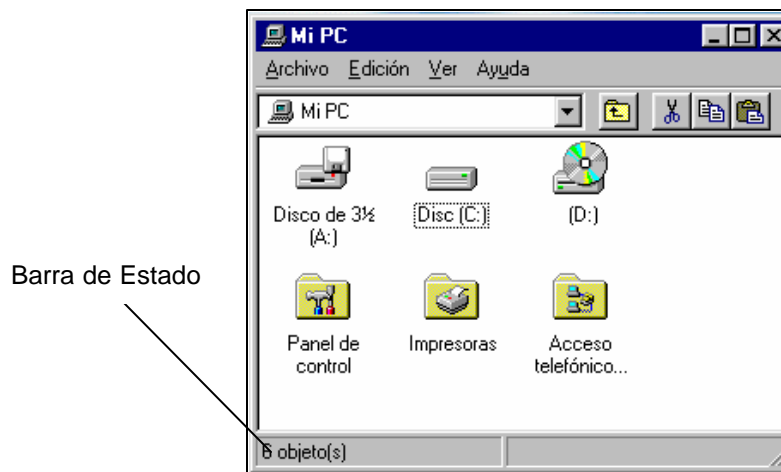 Mi PC
Archivo Edición Ver Ayuda
Mi PC
Disco de 3½ (A:)
Disc (C:)
(D:)
Panel de control
Impresoras
Acceso telefónico...
Barra de Estado
6 objeto(s)